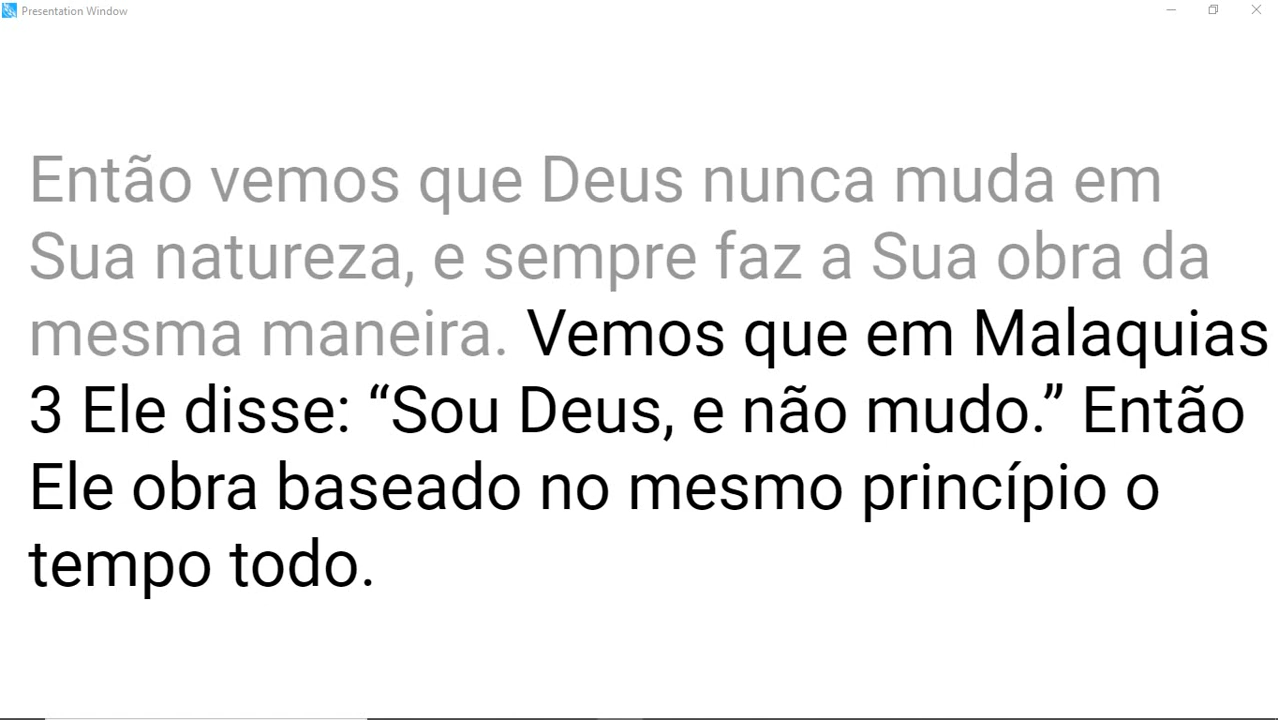 Presentation Window
Então vemos que Deus nunca muda em
Sua natureza, e sempre faz a Sua obra da
mesma maneira. Vemos que em Malaquias
3 Ele disse: “Sou Deus, e não mudo.” Então
Ele obra baseado no mesmo princípio o
tempo todo.